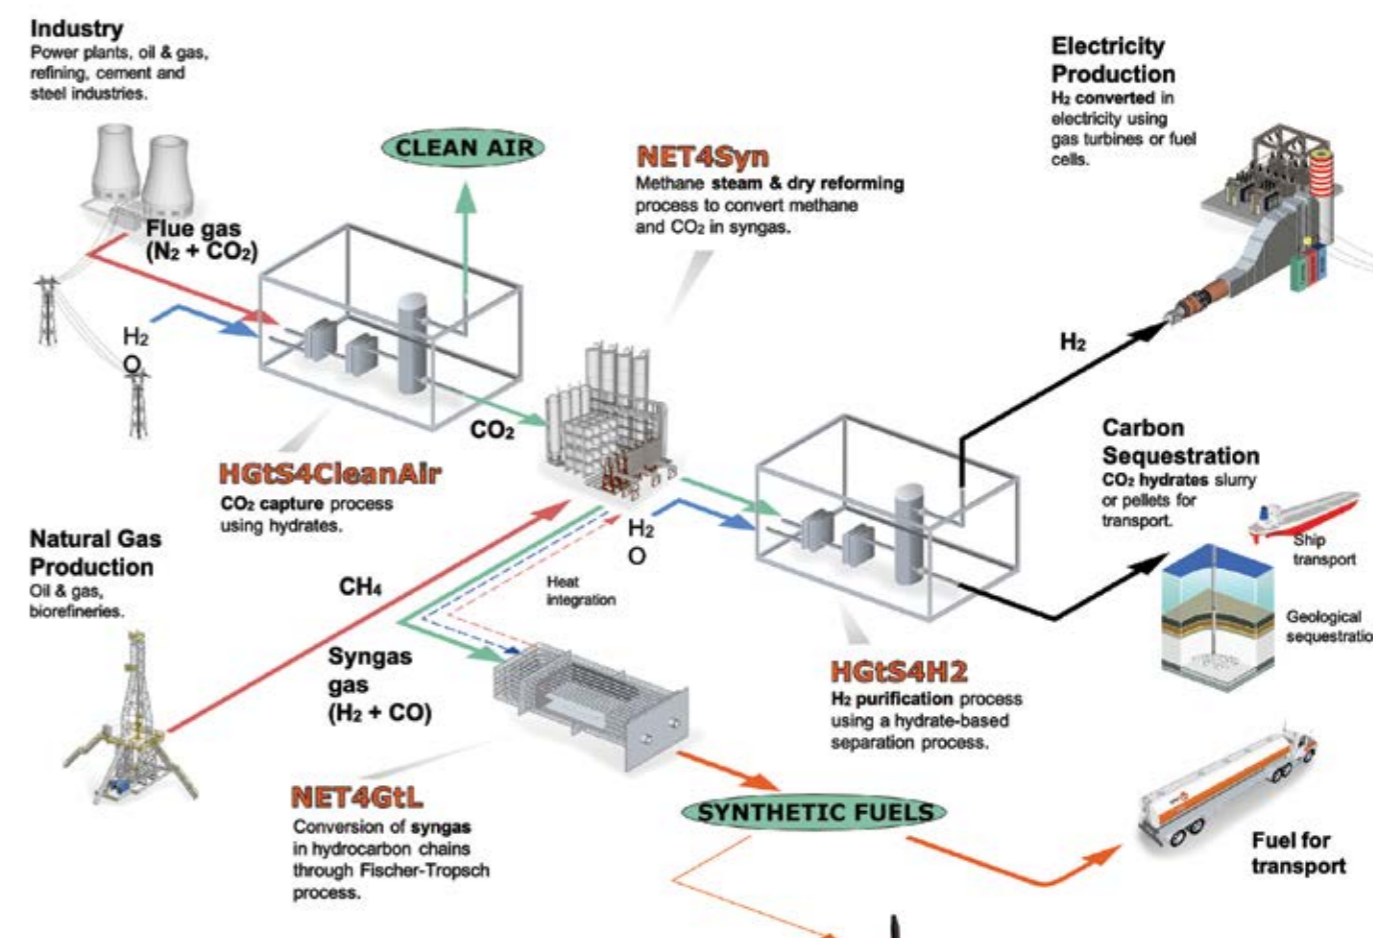 Industry
Power plants, oil & gas,
refining, cement and
steel industries.
CLEAN AIR
NET4Syn
Methane steam & dry reforming
process to convert methane
and CO₂ in syngas.
Electricity
Production
H₂ converted in
electricity using
gas turbines or fuel
cells.
Flue gas
(N₂ + CO₂)
H₂
O
CO₂
HGtS4CleanAir
CO₂ capture process
using hydrates.
H₂
Carbon
Sequestration
CO₂ hydrates slurry
or pellets for
transport.
Ship
transport
Geological
sequestratio
Natural Gas
Production
Oil & gas,
biorefineries.
CH₄
H₂
O
Heat
integration
Syngas
gas
(H₂ + CO)
HGtS4H2
H₂ purification process
using a hydrate-based
separation process.
NET4GtL
Conversion of syngas
in hydrocarbon chains
through Fischer-Tropsch
process.
SYNTHETIC FUELS
Fuel for
transport